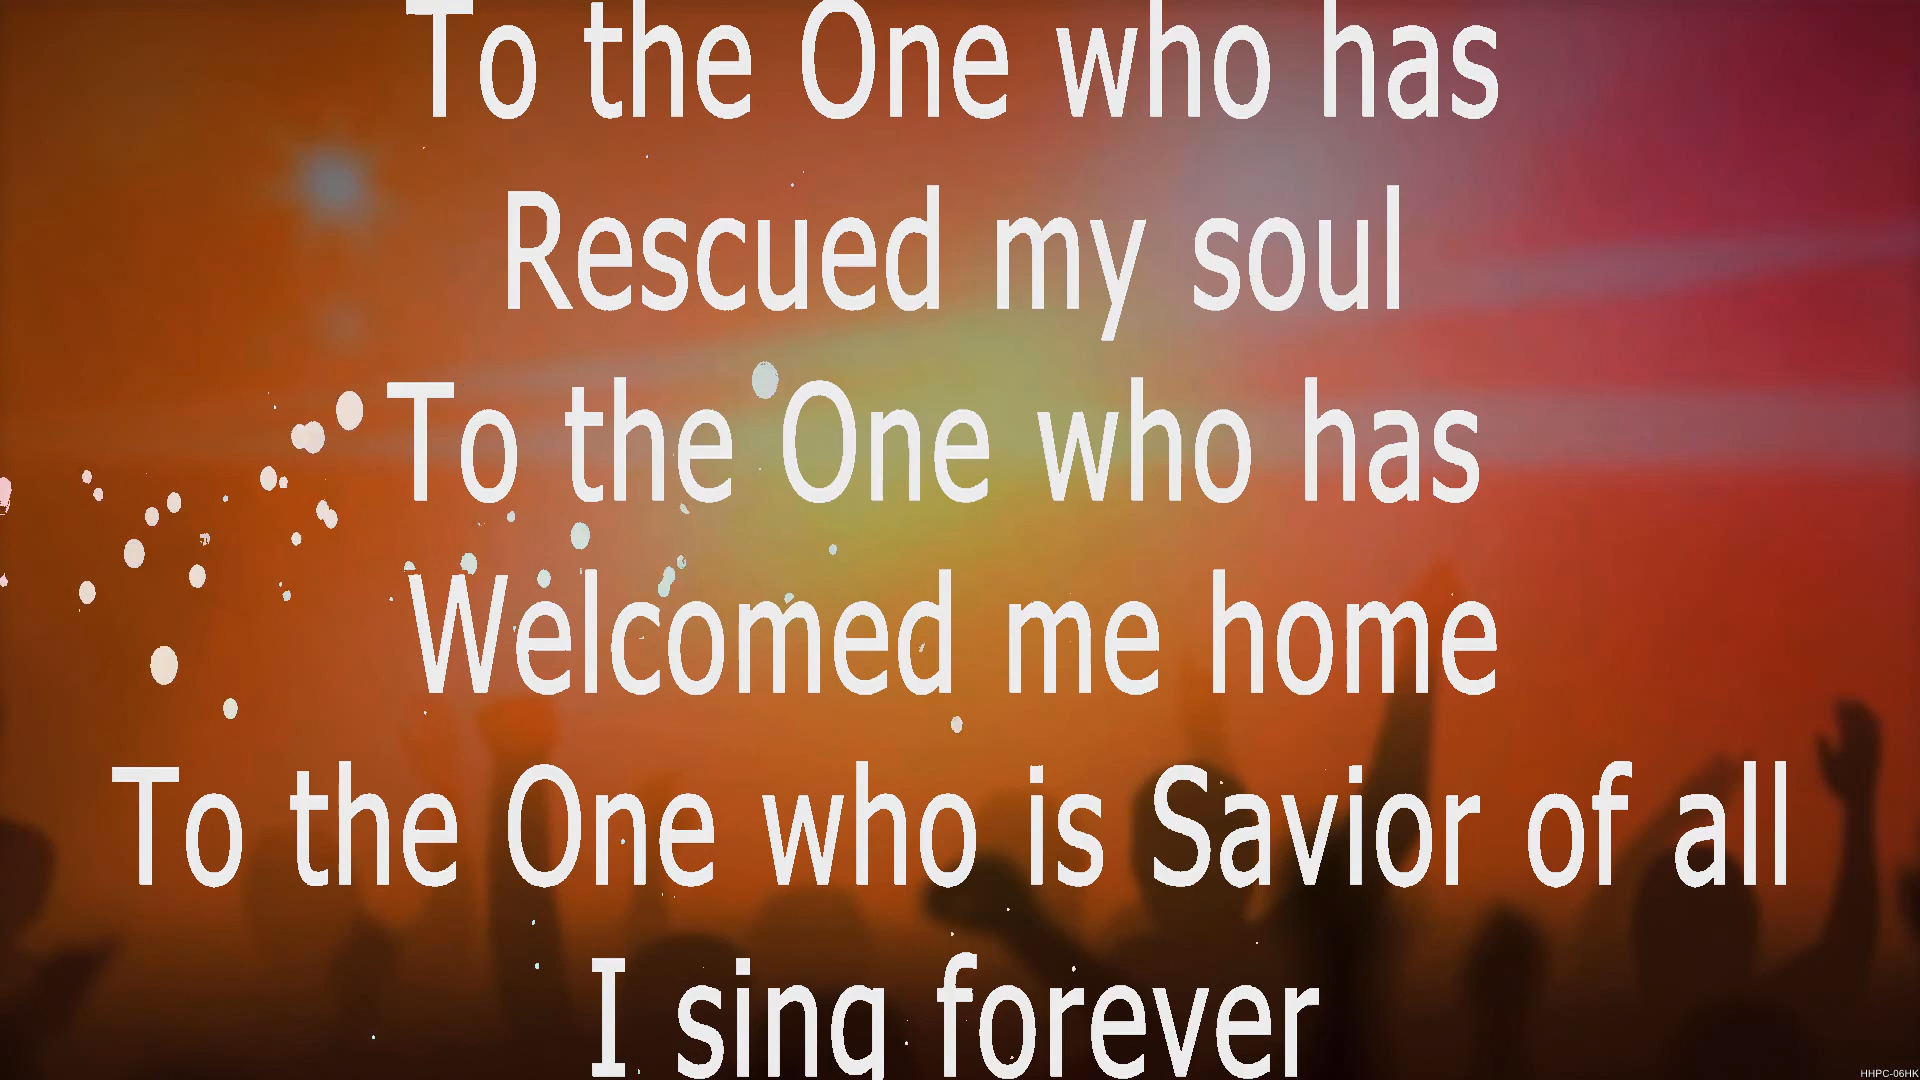 To the One who has
Rescued my soul
To the One who has
Welcomed me home
To the One who is Savior of all
I sing forever
HHPC-06HK